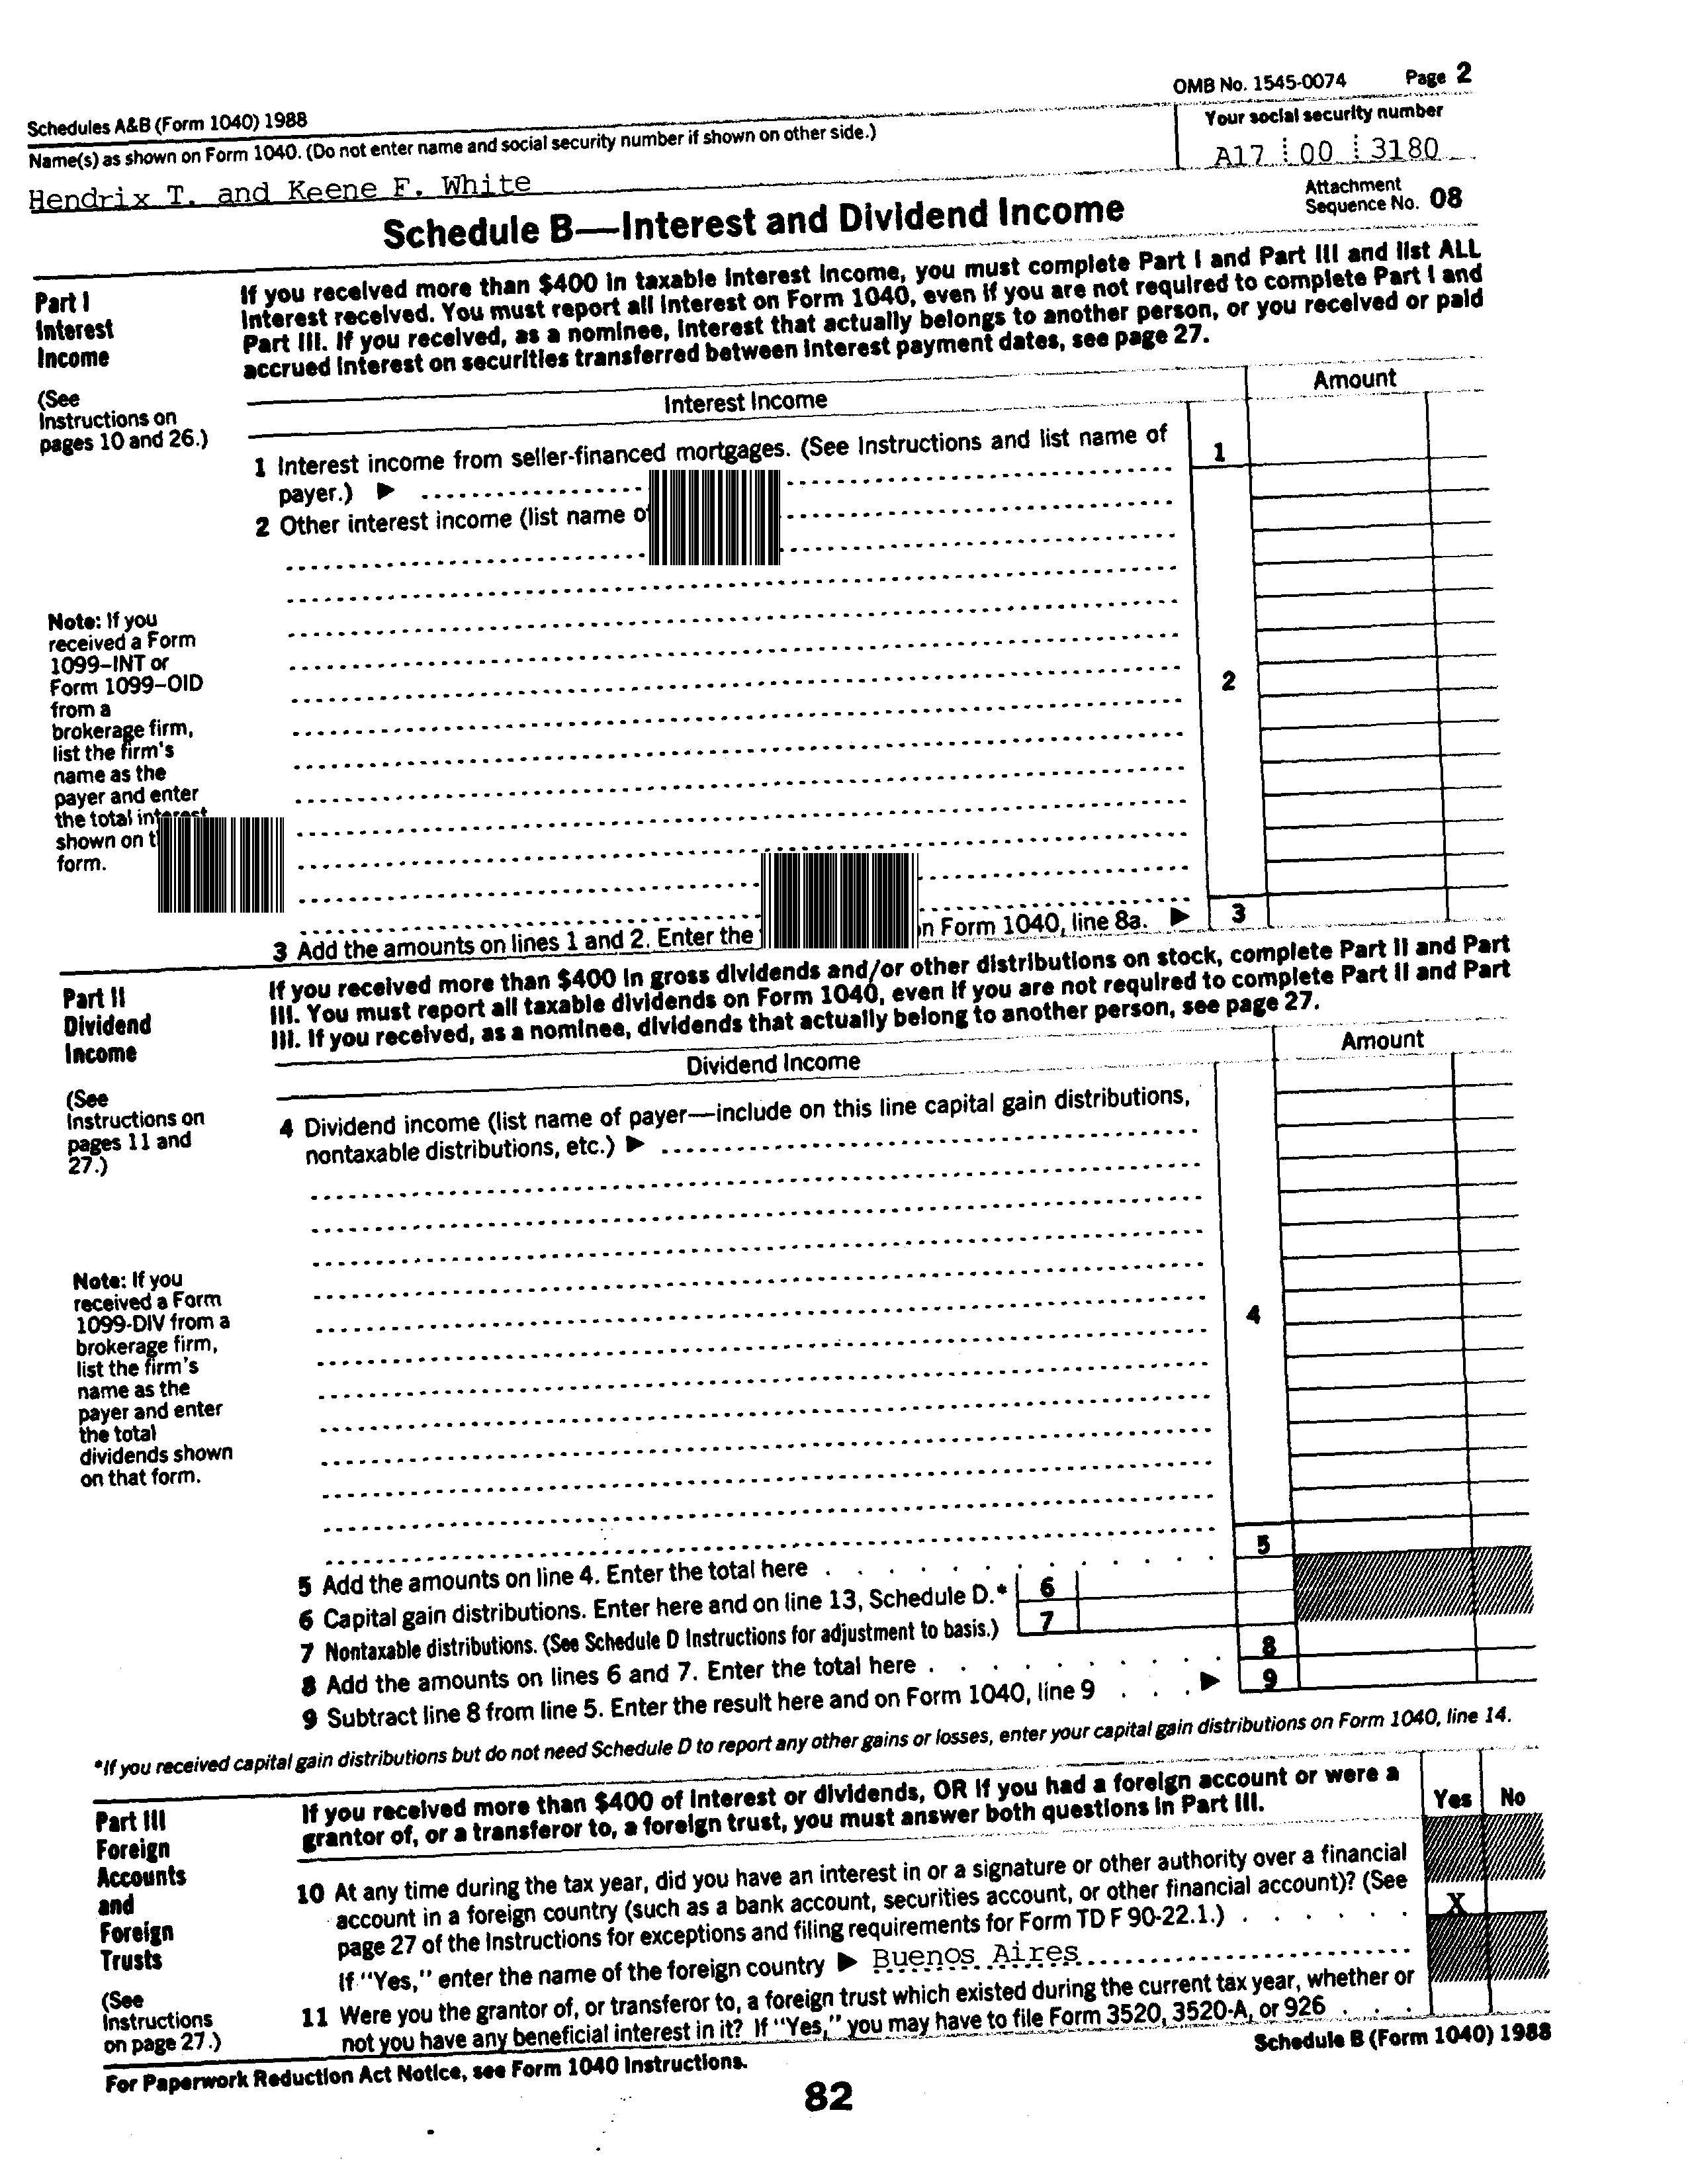 OMB No. 1545-0074 Page 2
Schedules A&B (Form 1040) 1988
Name(s) as shown on Form 1040. (Do not enter name and social security number if shown on other side.)
Your social security number
Hendrix T. and Keene F. White
A17 00 3180
Schedule B—Interest and Dividend Income
Attachment
Sequence No. 08
Part I
Interest
Income
(See
Instructions on
pages 10 and 26.)
If you received more than $400 in taxable interest income, you must complete Part I and Part III and list ALL
interest received. You must report all interest on Form 1040, even if you are not required to complete Part I and
Part III. If you received, as a nominee, interest that actually belongs to another person, or you received or paid
accrued interest on securities transferred between interest payment dates, see page 27.
Interest Income
Amount
1 Interest income from seller-financed mortgages. (See Instructions and list name of
payer.) ▶
1
2 Other interest income (list name of
Note: If you
received a Form
1099–INT or
Form 1099–OID
from a
brokerage firm,
list the firm's
name as the
payer and enter
the total interest
shown on
form.
2
3 Add the amounts on lines 1 and 2. Enter the on Form 1040, line 8a. ▶
3
Part II
Dividend
Income
(See
Instructions on
pages 11 and
27.)
If you received more than $400 in gross dividends and/or other distributions on stock, complete Part II and Part
III. You must report all taxable dividends on Form 1040, even if you are not required to complete Part II and Part
III. If you received, as a nominee, dividends that actually belong to another person, see page 27.
Dividend Income
Amount
4 Dividend income (list name of payer—include on this line capital gain distributions,
nontaxable distributions, etc.) ▶
Note: If you
received a Form
1099-DIV from a
brokerage firm,
list the firm's
name as the
payer and enter
the total
dividends shown
on that form.
4
5 Add the amounts on line 4. Enter the total here . . . . . . . . . . . .
5
6 Capital gain distributions. Enter here and on line 13, Schedule D.*
6
7 Nontaxable distributions. (See Schedule D Instructions for adjustment to basis.)
7
8 Add the amounts on lines 6 and 7. Enter the total here . . . . . . . . . .
8
9 Subtract line 8 from line 5. Enter the result here and on Form 1040, line 9 . . . ▶
9
*If you received capital gain distributions but do not need Schedule D to report any other gains or losses, enter your capital gain distributions on Form 1040, line 14.
Part III
Foreign
Accounts
and
Foreign
Trusts
(See
Instructions
on page 27.)
If you received more than $400 of interest or dividends, OR if you had a foreign account or were a
grantor of, or a transferor to, a foreign trust, you must answer both questions in Part III.
Yes No
10 At any time during the tax year, did you have an interest in or a signature or other authority over a financial
account in a foreign country (such as a bank account, securities account, or other financial account)? (See
page 27 of the Instructions for exceptions and filing requirements for Form TD F 90-22.1.) . . . . . .
X
If "Yes," enter the name of the foreign country ▶ Buenos Aires
11 Were you the grantor of, or transferor to, a foreign trust which existed during the current tax year, whether or
not you have any beneficial interest in it? If "Yes," you may have to file Form 3520, 3520-A, or 926 . . .
For Paperwork Reduction Act Notice, see Form 1040 Instructions.
Schedule B (Form 1040) 1988
82